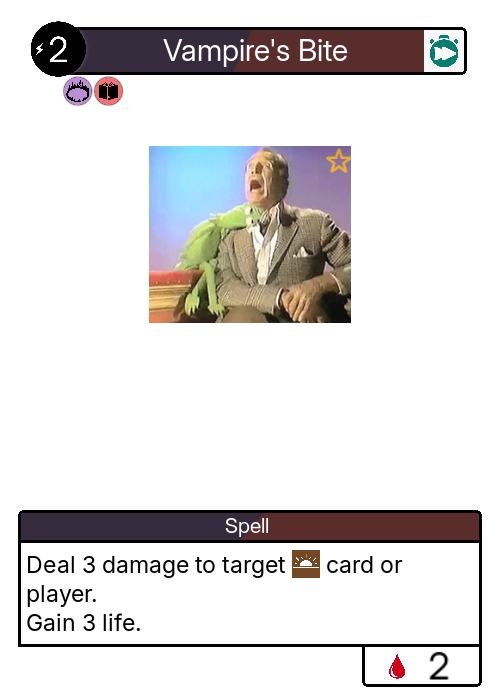 2
Vampire's Bite
Spell
Deal 3 damage to target card or
player.
Gain 3 life.
2